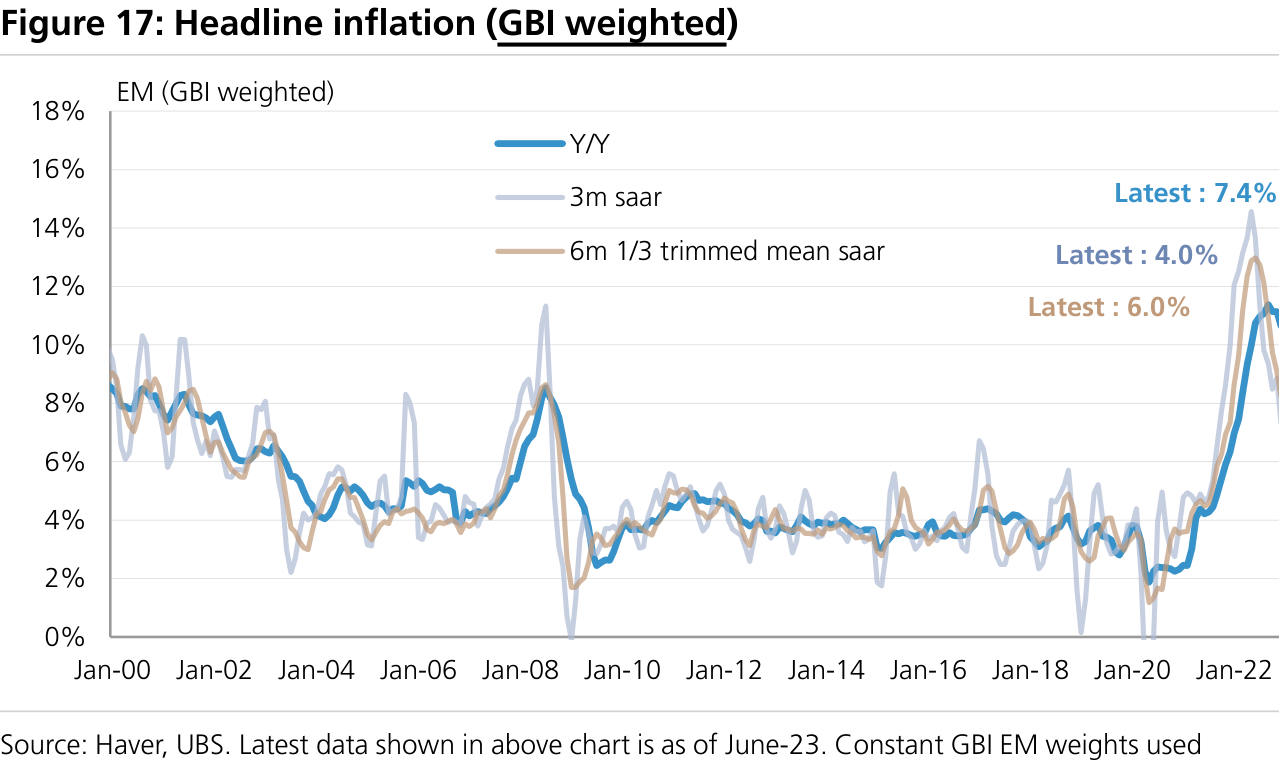 Figure 17: Headline inflation (GBI weighted)
EM (GBI weighted)
18%
16%
14%
12%
10%
8%
6%
4%
2%
0%
Y/Y
3m saar
6m 1/3 trimmed mean saar
Latest : 7.4%
Latest : 4.0%
Latest : 6.0%
Jan-00 Jan-02 Jan-04 Jan-06 Jan-08 Jan-10 Jan-12 Jan-14 Jan-16 Jan-18 Jan-20 Jan-22
Source: Haver, UBS. Latest data shown in above chart is as of June-23. Constant GBI EM weights used